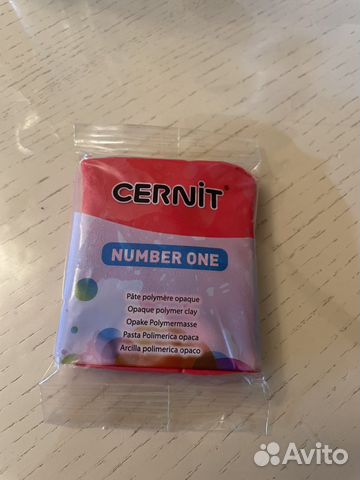 CERNiT®
NUMBER ONE
Pâte polymère opaque
Opaque polymer clay
Opake Polymermasse
Pasta Polimerica opaca
Arcilla polimerica opaco
Avito